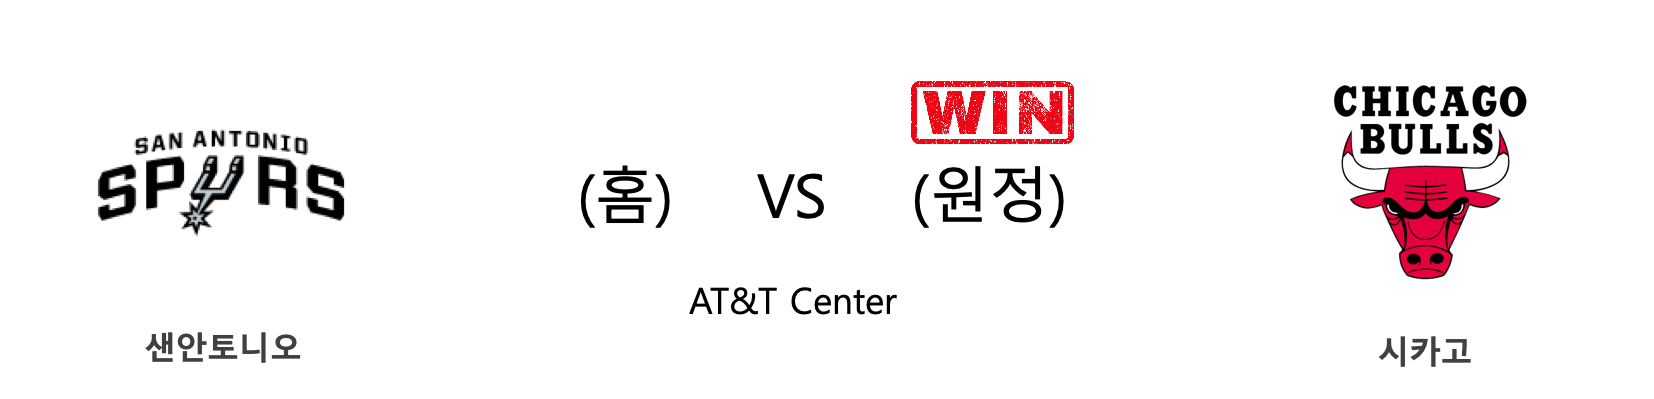 SAN ANTONIO
SPURS
샌안토니오
(홈) VS (원정)
WIN
AT&T Center
CHICAGO
BULLS
시카고